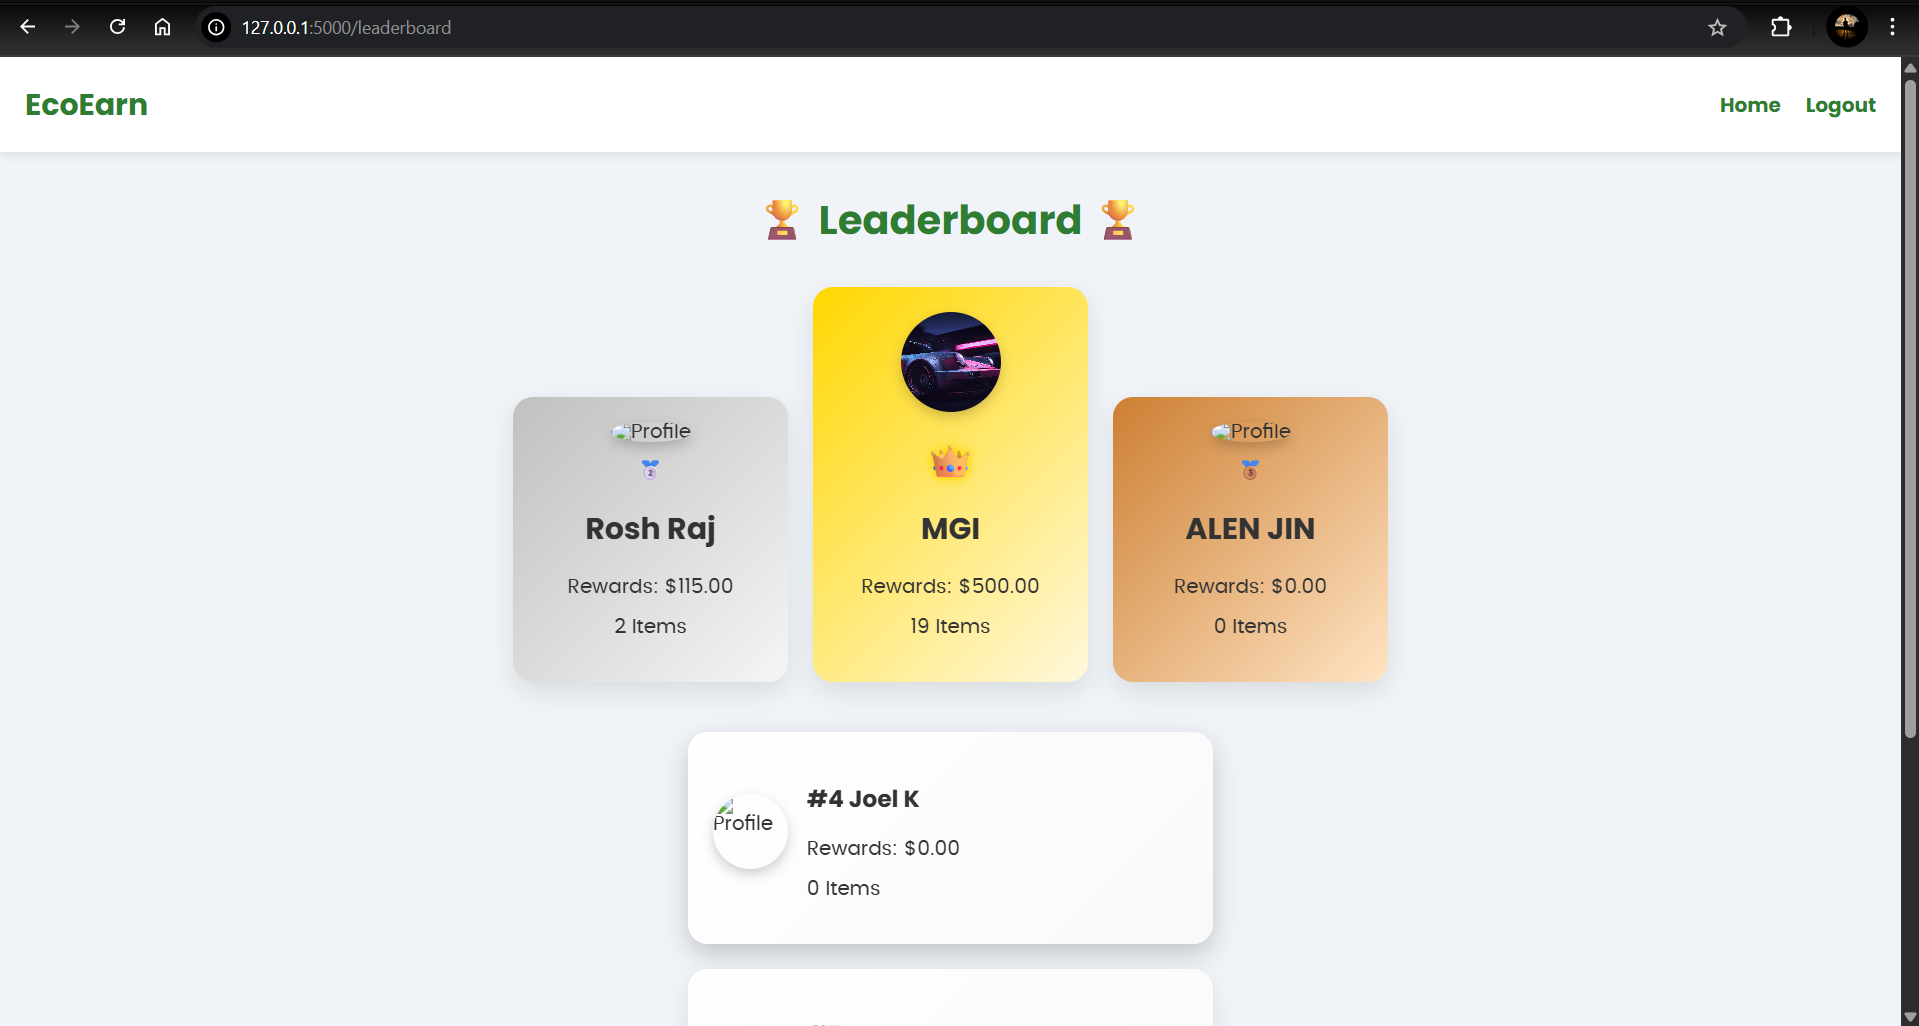 127.0.0.1:5000/leaderboard
EcoEarn
Home Logout
Leaderboard
Profile
2
Rosh Raj
Rewards: $115.00
2 Items
MGI
Rewards: $500.00
19 Items
Profile
3
ALEN JIN
Rewards: $0.00
0 Items
Profile
#4 Joel K
Rewards: $0.00
0 Items